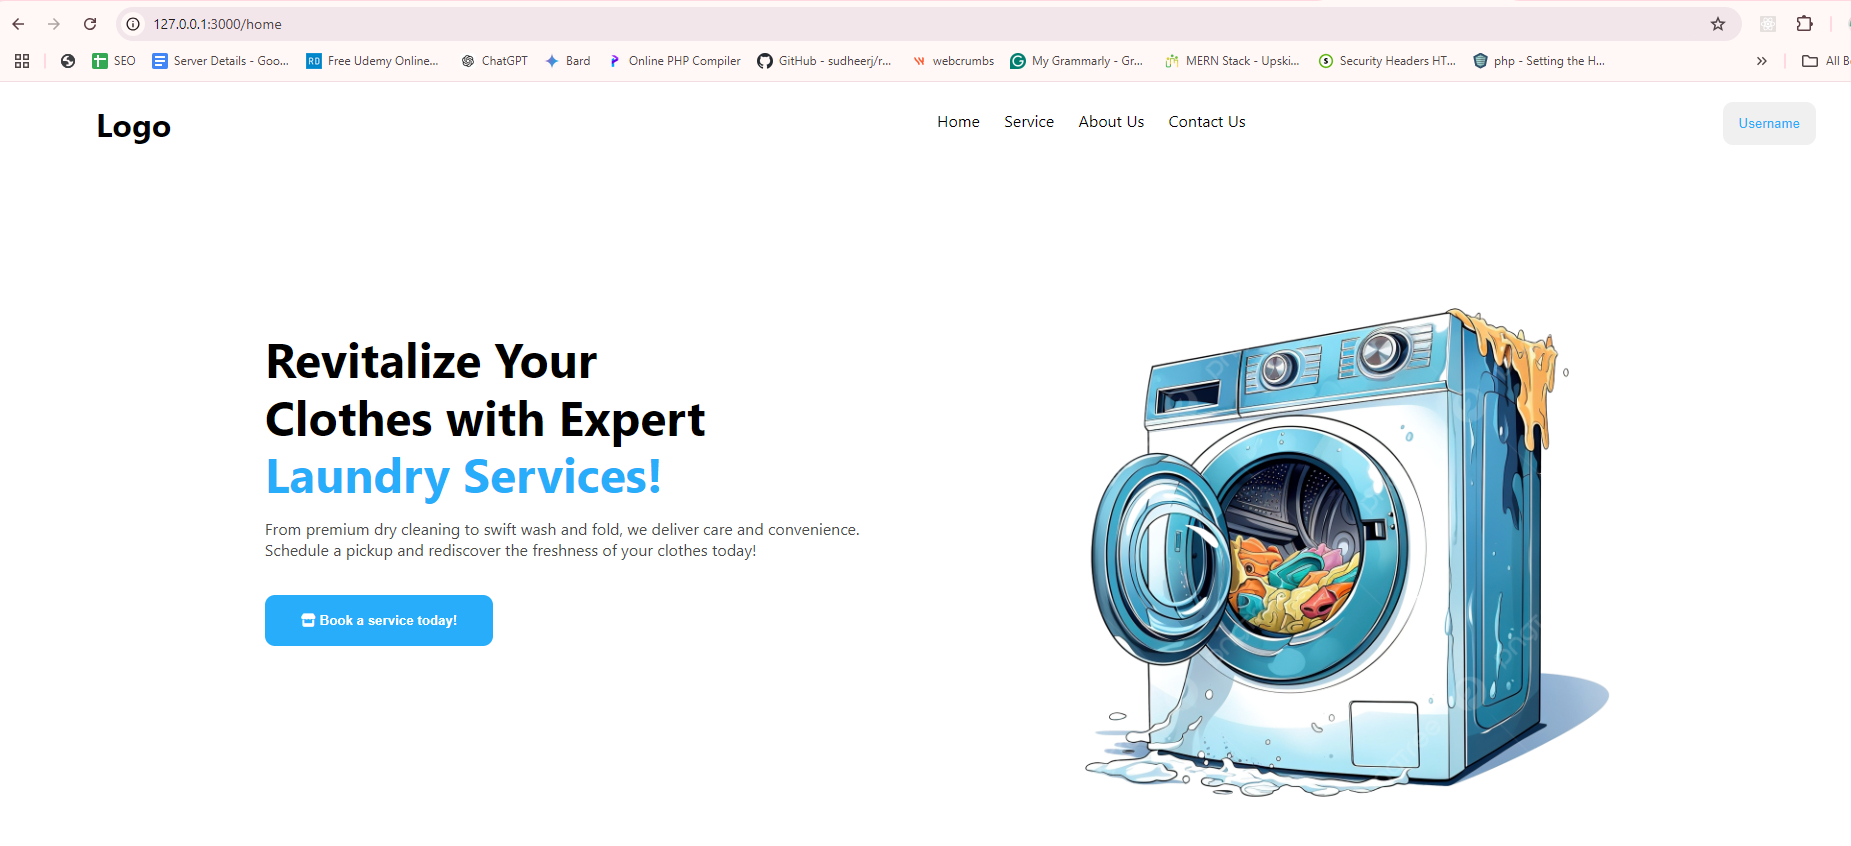 127.0.0.1:3000/home
SEO Server Details - Goo... Free Udemy Online... ChatGPT Bard Online PHP Compiler GitHub - sudheerj/r... webcrumbs My Grammarly - Gr... MERN Stack - Upski... Security Headers HT... php - Setting the H... » All B
Logo Home Service About Us Contact Us Username
Revitalize Your
Clothes with Expert
Laundry Services!
From premium dry cleaning to swift wash and fold, we deliver care and convenience.
Schedule a pickup and rediscover the freshness of your clothes today!
Book a service today!